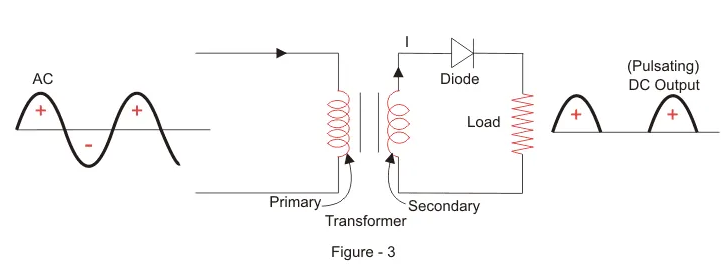 AC
+
+
-
Primary
Transformer
I
Diode
Load
Secondary
(Pulsating)
DC Output
+
+
Figure - 3